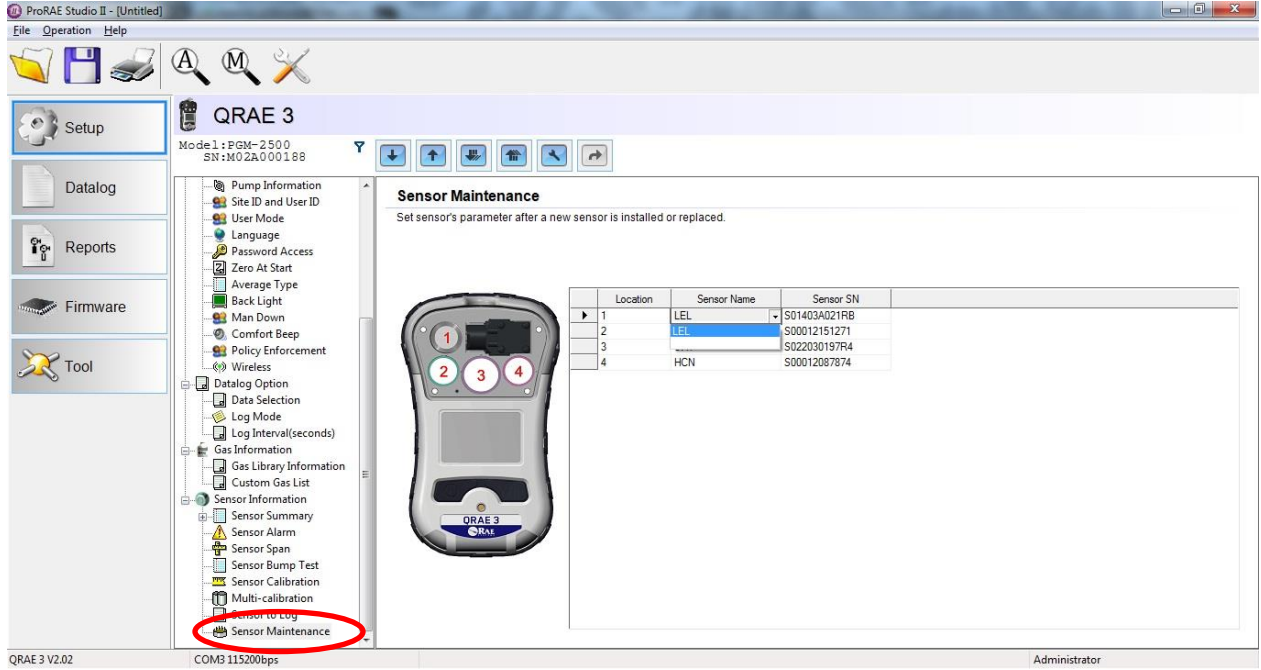 ProRAE Studio II - [Untitled]
File Operation Help
A M
QRAE 3
Model:PGM-2500
SN:M02A000188
Setup
Datalog
Reports
Firmware
Tool
Pump Information
Site ID and User ID
User Mode
Language
Password Access
Zero At Start
Average Type
Back Light
Man Down
Comfort Beep
Policy Enforcement
Wireless
Datalog Option
Data Selection
Log Mode
Log Interval(seconds)
Gas Information
Gas Library Information
Custom Gas List
Sensor Information
Sensor Summary
Sensor Alarm
Sensor Span
Sensor Bump Test
Sensor Calibration
Multi-calibration
Sensor to Log
Sensor Maintenance
Sensor Maintenance
Set sensor's parameter after a new sensor is installed or replaced.
1
2 3 4
QRAE 3
RAE
Location Sensor Name Sensor SN
1 LEL S01403A021RB
2 LEL S00012151271
3 S022030197R4
4 HCN S00012087874
QRAE 3 V2.02 COM3 115200bps Administrator